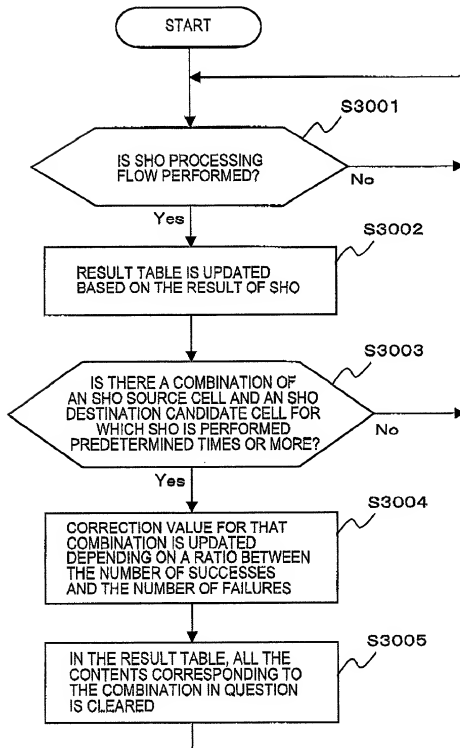 START
S3001
IS SHO PROCESSING
FLOW PERFORMED?
No
Yes
S3002
RESULT TABLE IS UPDATED
BASED ON THE RESULT OF SHO
S3003
IS THERE A COMBINATION OF
AN SHO SOURCE CELL AND AN SHO
DESTINATION CANDIDATE CELL FOR
WHICH SHO IS PERFORMED
PREDETERMINED TIMES OR MORE?
No
Yes
S3004
CORRECTION VALUE FOR THAT
COMBINATION IS UPDATED
DEPENDING ON A RATIO BETWEEN
THE NUMBER OF SUCCESSES
AND THE NUMBER OF FAILURES
S3005
IN THE RESULT TABLE, ALL THE
CONTENTS CORRESPONDING TO
THE COMBINATION IN QUESTION
IS CLEARED